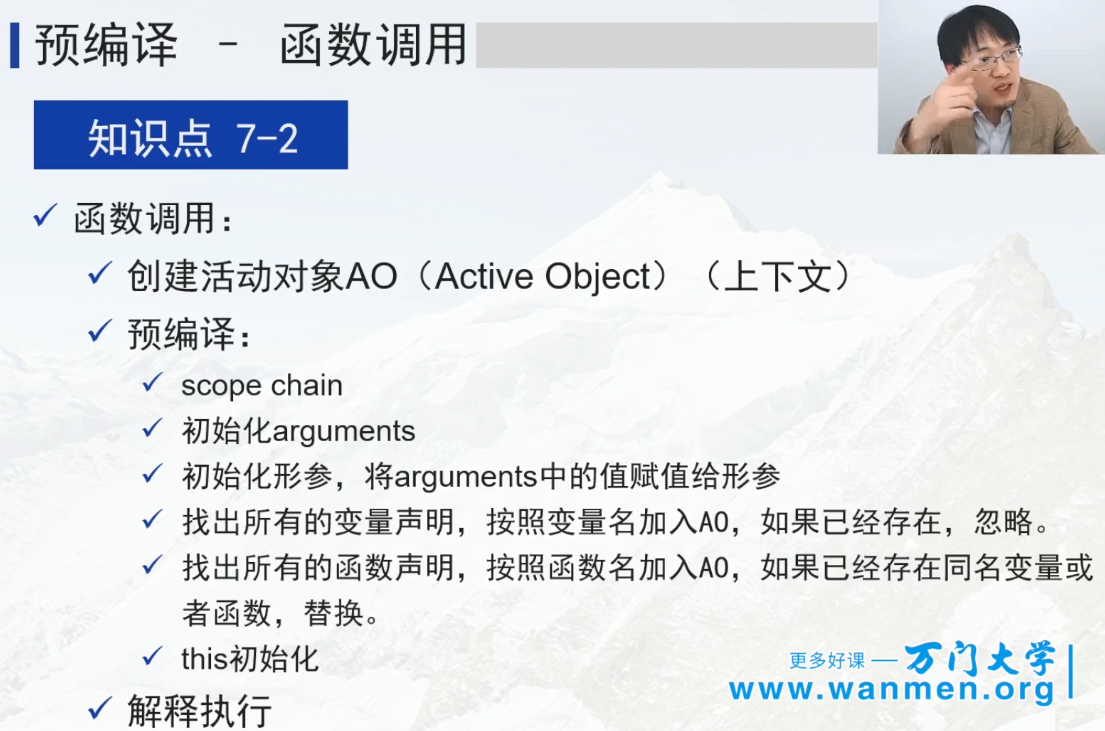 预编译 - 函数调用
知识点 7-2
函数调用：
创建活动对象AO（Active Object）（上下文）
预编译：
scope chain
初始化arguments
初始化形参，将arguments中的值赋值给形参
找出所有的变量声明，按照变量名加入AO，如果已经存在，忽略。
找出所有的函数声明，按照函数名加入AO，如果已经存在同名变量或
者函数，替换。
this初始化
解释执行
更多好课 — 万门大学
www.wanmen.org